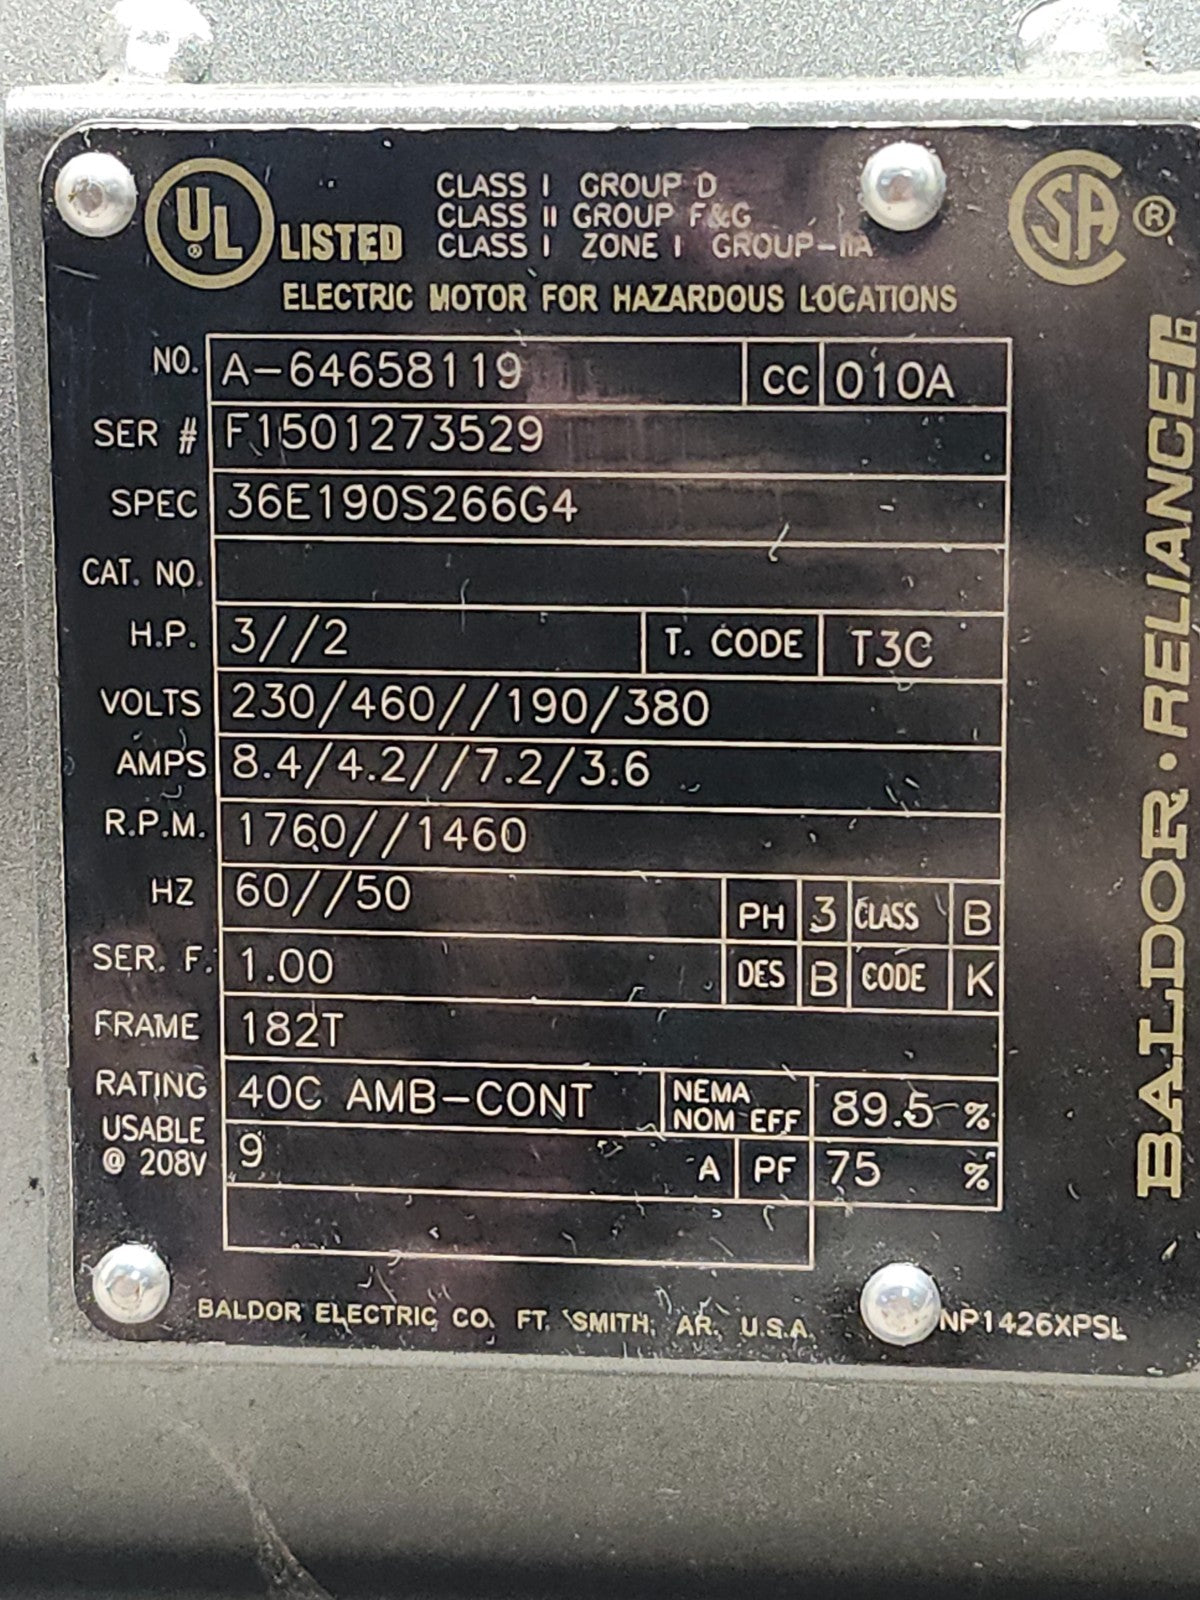 UL ® LISTED
CLASS I GROUP D
CLASS II GROUP F&G
CLASS I ZONE I GROUP-IIA
SA ®
ELECTRIC MOTOR FOR HAZARDOUS LOCATIONS
NO. A-64658119 CC 010A
SER # F1501273529
SPEC 36E190S266G4
CAT. NO.
H.P. 3//2 T. CODE T3C
VOLTS 230/460//190/380
AMPS 8.4/4.2//7.2/3.6
R.P.M. 1760//1460
HZ 60//50 PH 3 CLASS B
SER. F. 1.00 DES B CODE K
FRAME 182T
RATING 40C AMB-CONT NEMA NOM EFF 89.5 %
USABLE @ 208V 9 A PF 75 %
BALDOR ELECTRIC CO. FT. SMITH, AR. U.S.A.
NP1426XPSL
BALDOR·RELIANCE